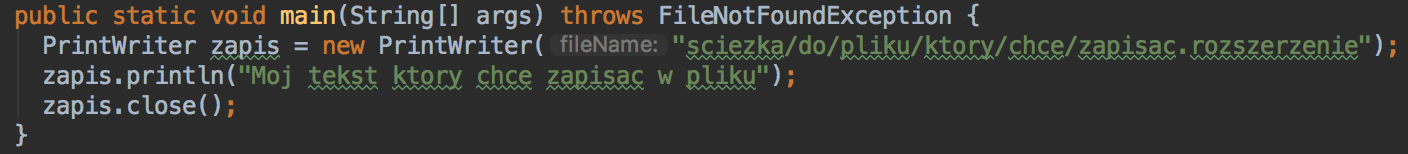 public static void main(String[] args) throws FileNotFoundException {
PrintWriter zapis = new PrintWriter( fileName: "sciezka/do/pliku/ktory/chce/zapisac.rozszerzenie");
zapis.println("Moj tekst ktory chce zapisac w pliku");
zapis.close();
}